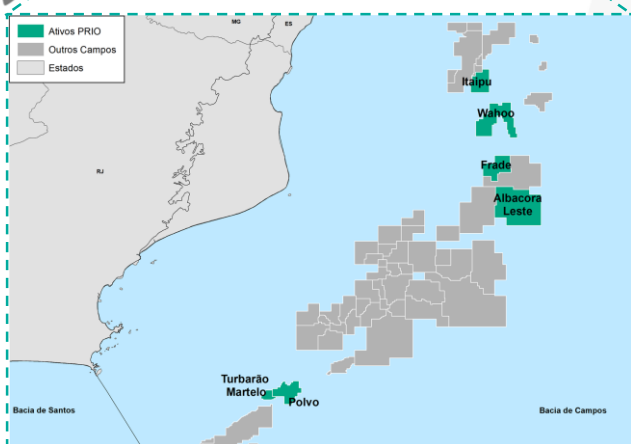 MG
ES
Ativos PRIO
Outros Campos
Estados
Itaipu
Wahoo
RJ
Frade
Albacora
Leste
Turbarão
Martelo
Polvo
Bacia de Santos
Bacia de Campos